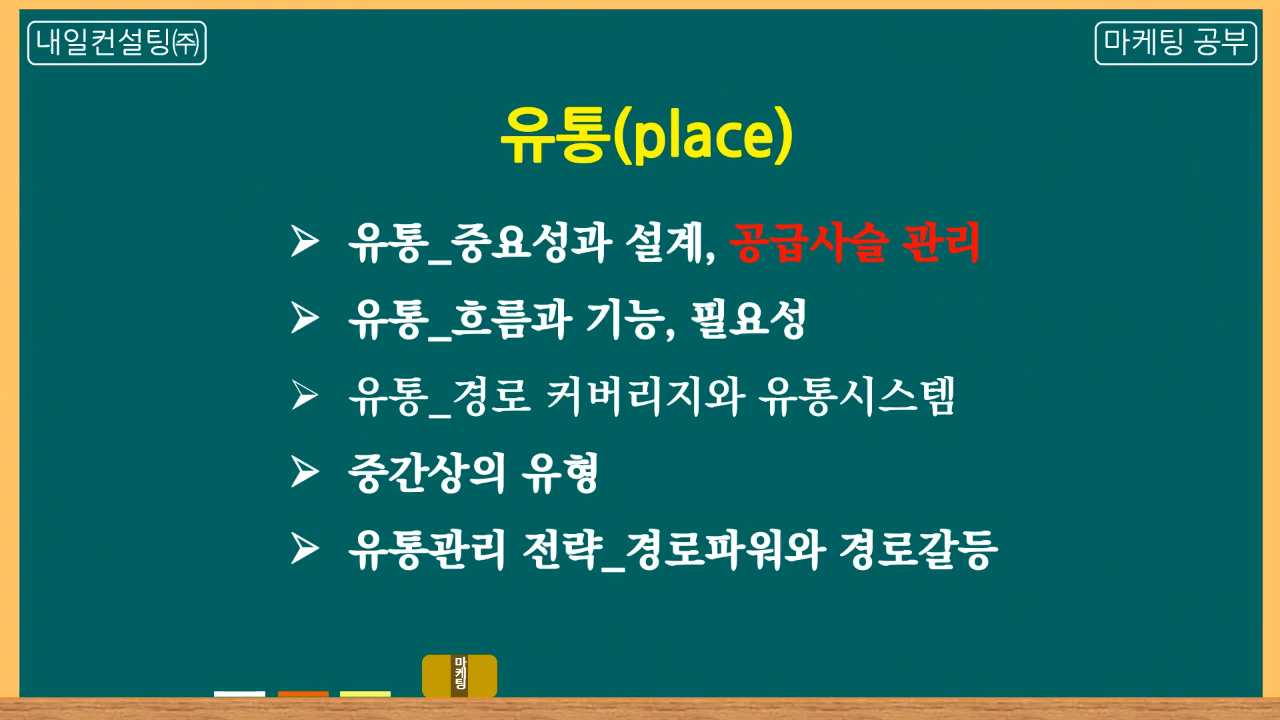 내일컨설팅㈜
마케팅 공부
유통(place)
➢ 유통_중요성과 설계, 공급사슬 관리
➢ 유통_흐름과 기능, 필요성
➢ 유통_경로 커버리지와 유통시스템
➢ 중간상의 유형
➢ 유통관리 전략_경로파워와 경로갈등
마케팅